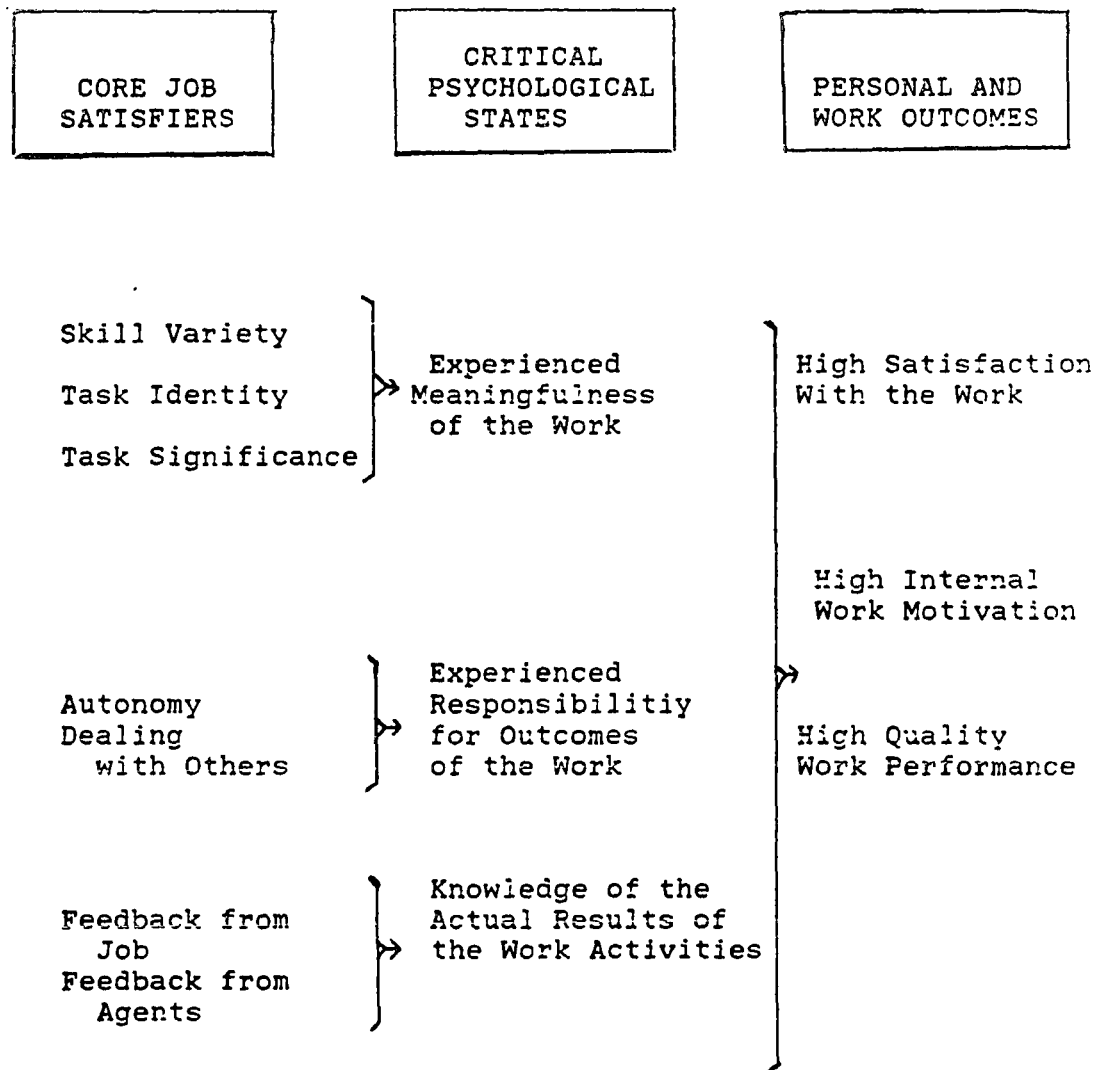 CORE JOB
SATISFIERS
CRITICAL
PSYCHOLOGICAL
STATES
PERSONAL AND
WORK OUTCOMES
Skill Variety
Task Identity
Task Significance
Experienced
Meaningfulness
of the Work
High Satisfaction
With the Work
High Internal
Work Motivation
Autonomy
Dealing
with Others
Experienced
Responsibilitiy
for Outcomes
of the Work
High Quality
Work Performance
Feedback from
Job
Feedback from
Agents
Knowledge of the
Actual Results of
the Work Activities